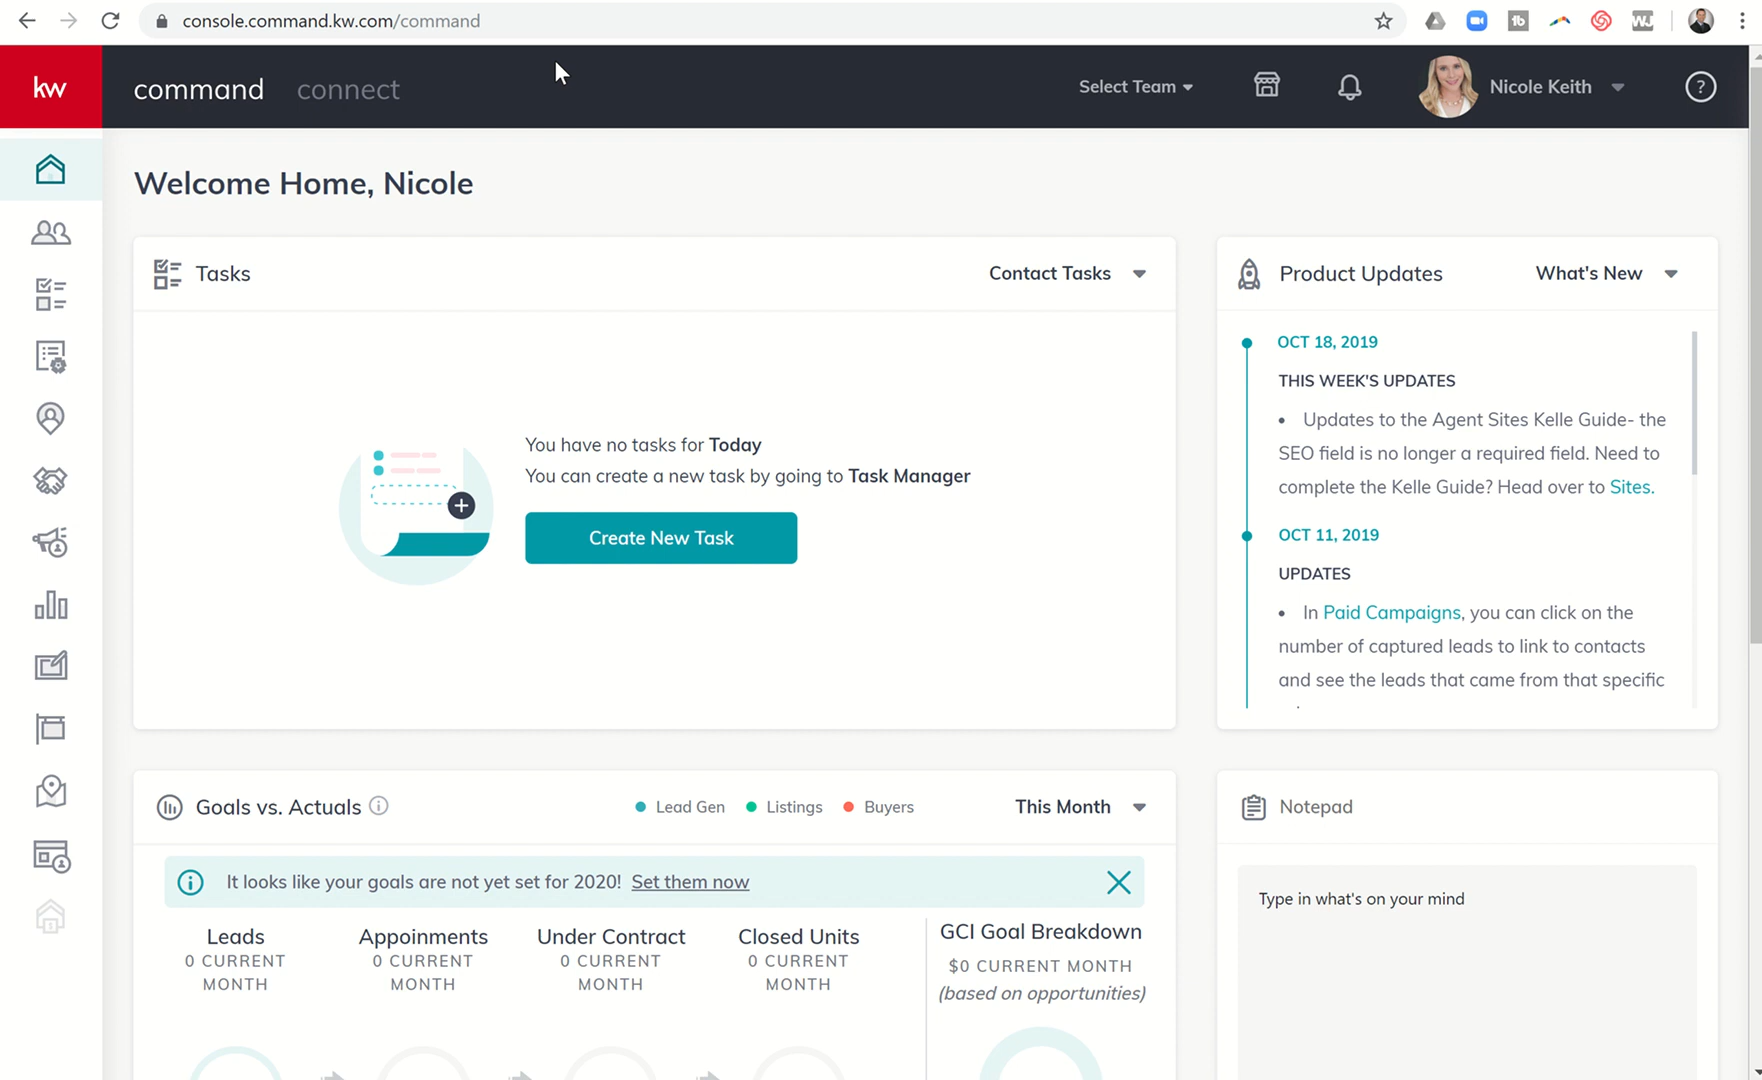 console.command.kw.com/command
kw
command
connect
Select Team
Nicole Keith
?
Welcome Home, Nicole
Tasks
Contact Tasks
You have no tasks for Today
You can create a new task by going to Task Manager
Create New Task
Product Updates
What's New
OCT 18, 2019
THIS WEEK'S UPDATES
• Updates to the Agent Sites Kelle Guide- the
SEO field is no longer a required field. Need to
complete the Kelle Guide? Head over to Sites.
OCT 11, 2019
UPDATES
• In Paid Campaigns, you can click on the
number of captured leads to link to contacts
and see the leads that came from that specific
Goals vs. Actuals
Lead Gen
Listings
Buyers
This Month
It looks like your goals are not yet set for 2020! Set them now
Leads
0 CURRENT
MONTH
Appoinments
0 CURRENT
MONTH
Under Contract
0 CURRENT
MONTH
Closed Units
0 CURRENT
MONTH
GCI Goal Breakdown
$0 CURRENT MONTH
(based on opportunities)
Notepad
Type in what's on your mind